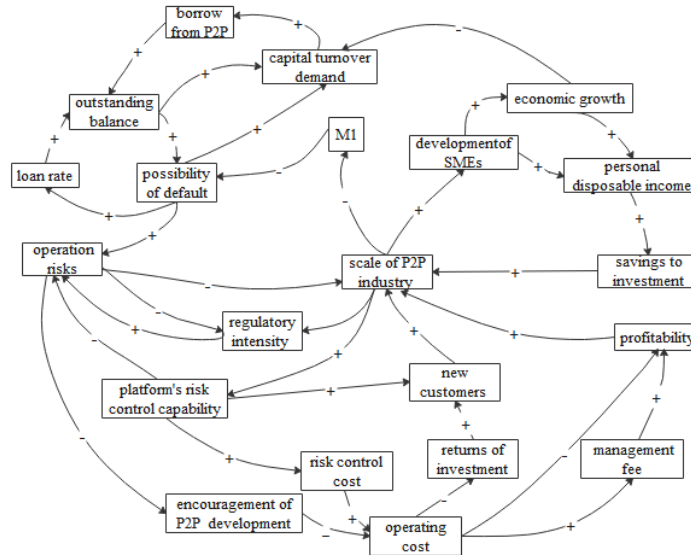 borrow
from P2P
capital turnover
demand
economic growth
outstanding
balance
M1
developmentof
SMEs
loan rate
possibility
of default
personal
disposable income
operation
risks
scale of P2P
industry
savings to
investment
regulatory
intensity
profitability
platform's risk
control capability
new
customers
risk control
cost
returns of
investment
management
fee
encouragement of
P2P development
operating
cost
+
+
-
+
+
+
+
+
+
-
+
+
-
+
+
+
-
+
-
+
+
-
+
+
+
-
+
+
+
-
+
-
-
+
-
+